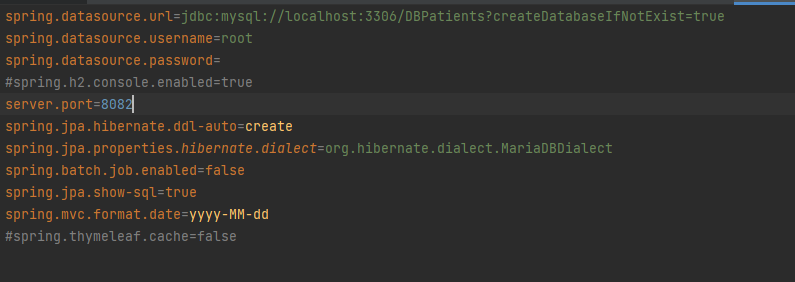 spring.datasource.url=jdbc:mysql://localhost:3306/DBPatients?createDatabaseIfNotExist=true
spring.datasource.username=root
spring.datasource.password=
#spring.h2.console.enabled=true
server.port=8082
spring.jpa.hibernate.ddl-auto=create
spring.jpa.properties.hibernate.dialect=org.hibernate.dialect.MariaDBDialect
spring.batch.job.enabled=false
spring.jpa.show-sql=true
spring.mvc.format.date=yyyy-MM-dd
#spring.thymeleaf.cache=false